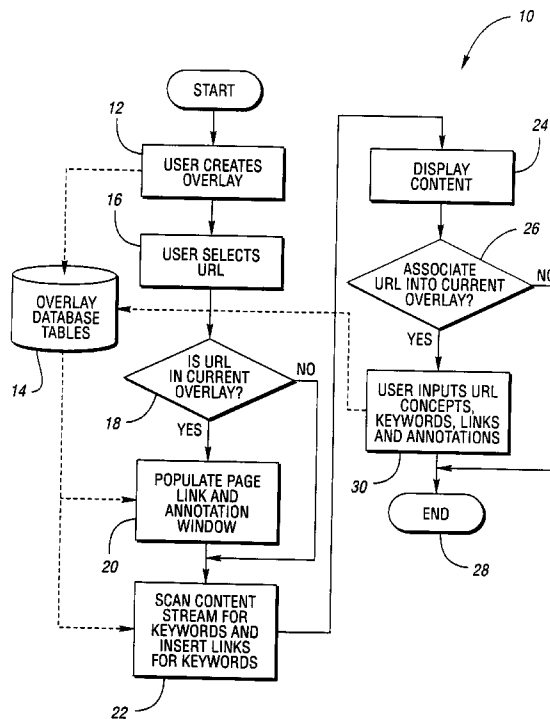 10
START
12
USER CREATES
OVERLAY
16
USER SELECTS
URL
OVERLAY
DATABASE
TABLES
14
IS URL
IN CURRENT
OVERLAY?
NO
18
YES
POPULATE PAGE
LINK AND
ANNOTATION
WINDOW
20
SCAN CONTENT
STREAM FOR
KEYWORDS AND
INSERT LINKS
FOR KEYWORDS
22
24
DISPLAY
CONTENT
26
ASSOCIATE
URL INTO CURRENT
OVERLAY?
NO
YES
USER INPUTS URL
CONCEPTS,
KEYWORDS, LINKS
AND ANNOTATIONS
30
END
28